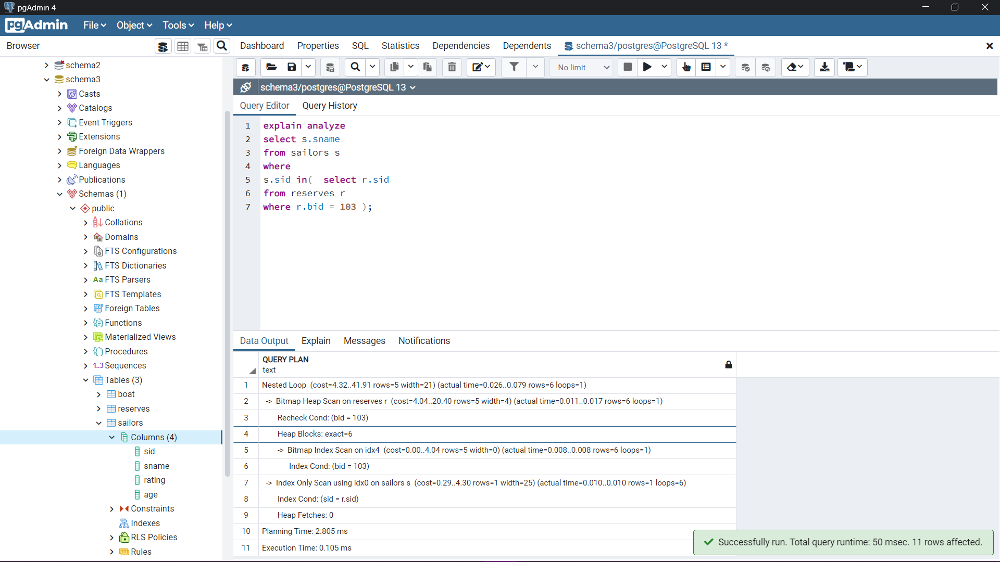 pgAdmin 4
pgAdmin File Object Tools Help
Browser
Dashboard Properties SQL Statistics Dependencies Dependents schema3/postgres@PostgreSQL 13 *
No limit
schema3/postgres@PostgreSQL 13
Query Editor Query History
schema2
schema3
Casts
Catalogs
Event Triggers
Extensions
Foreign Data Wrappers
Languages
Publications
Schemas (1)
public
Collations
Domains
FTS Configurations
FTS Dictionaries
Aa FTS Parsers
FTS Templates
Foreign Tables
Functions
Materialized Views
Procedures
1..3 Sequences
Tables (3)
boat
reserves
sailors
Columns (4)
sid
sname
rating
age
Constraints
Indexes
RLS Policies
Rules
1 explain analyze
2 select s.sname
3 from sailors s
4 where
5 s.sid in(  select r.sid
6 from reserves r
7 where r.bid = 103 );
Data Output Explain Messages Notifications
QUERY PLAN
text
1 Nested Loop (cost=4.32..41.91 rows=5 width=21) (actual time=0.026..0.079 rows=6 loops=1)
2 -> Bitmap Heap Scan on reserves r (cost=4.04..20.40 rows=5 width=4) (actual time=0.011..0.017 rows=6 loops=1)
3 Recheck Cond: (bid = 103)
4 Heap Blocks: exact=6
5 -> Bitmap Index Scan on idx4 (cost=0.00..4.04 rows=5 width=0) (actual time=0.008..0.008 rows=6 loops=1)
6 Index Cond: (bid = 103)
7 -> Index Only Scan using idx0 on sailors s (cost=0.29..4.30 rows=1 width=25) (actual time=0.010..0.010 rows=1 loops=6)
8 Index Cond: (sid = r.sid)
9 Heap Fetches: 0
10 Planning Time: 2.805 ms
11 Execution Time: 0.105 ms
Successfully run. Total query runtime: 50 msec. 11 rows affected.